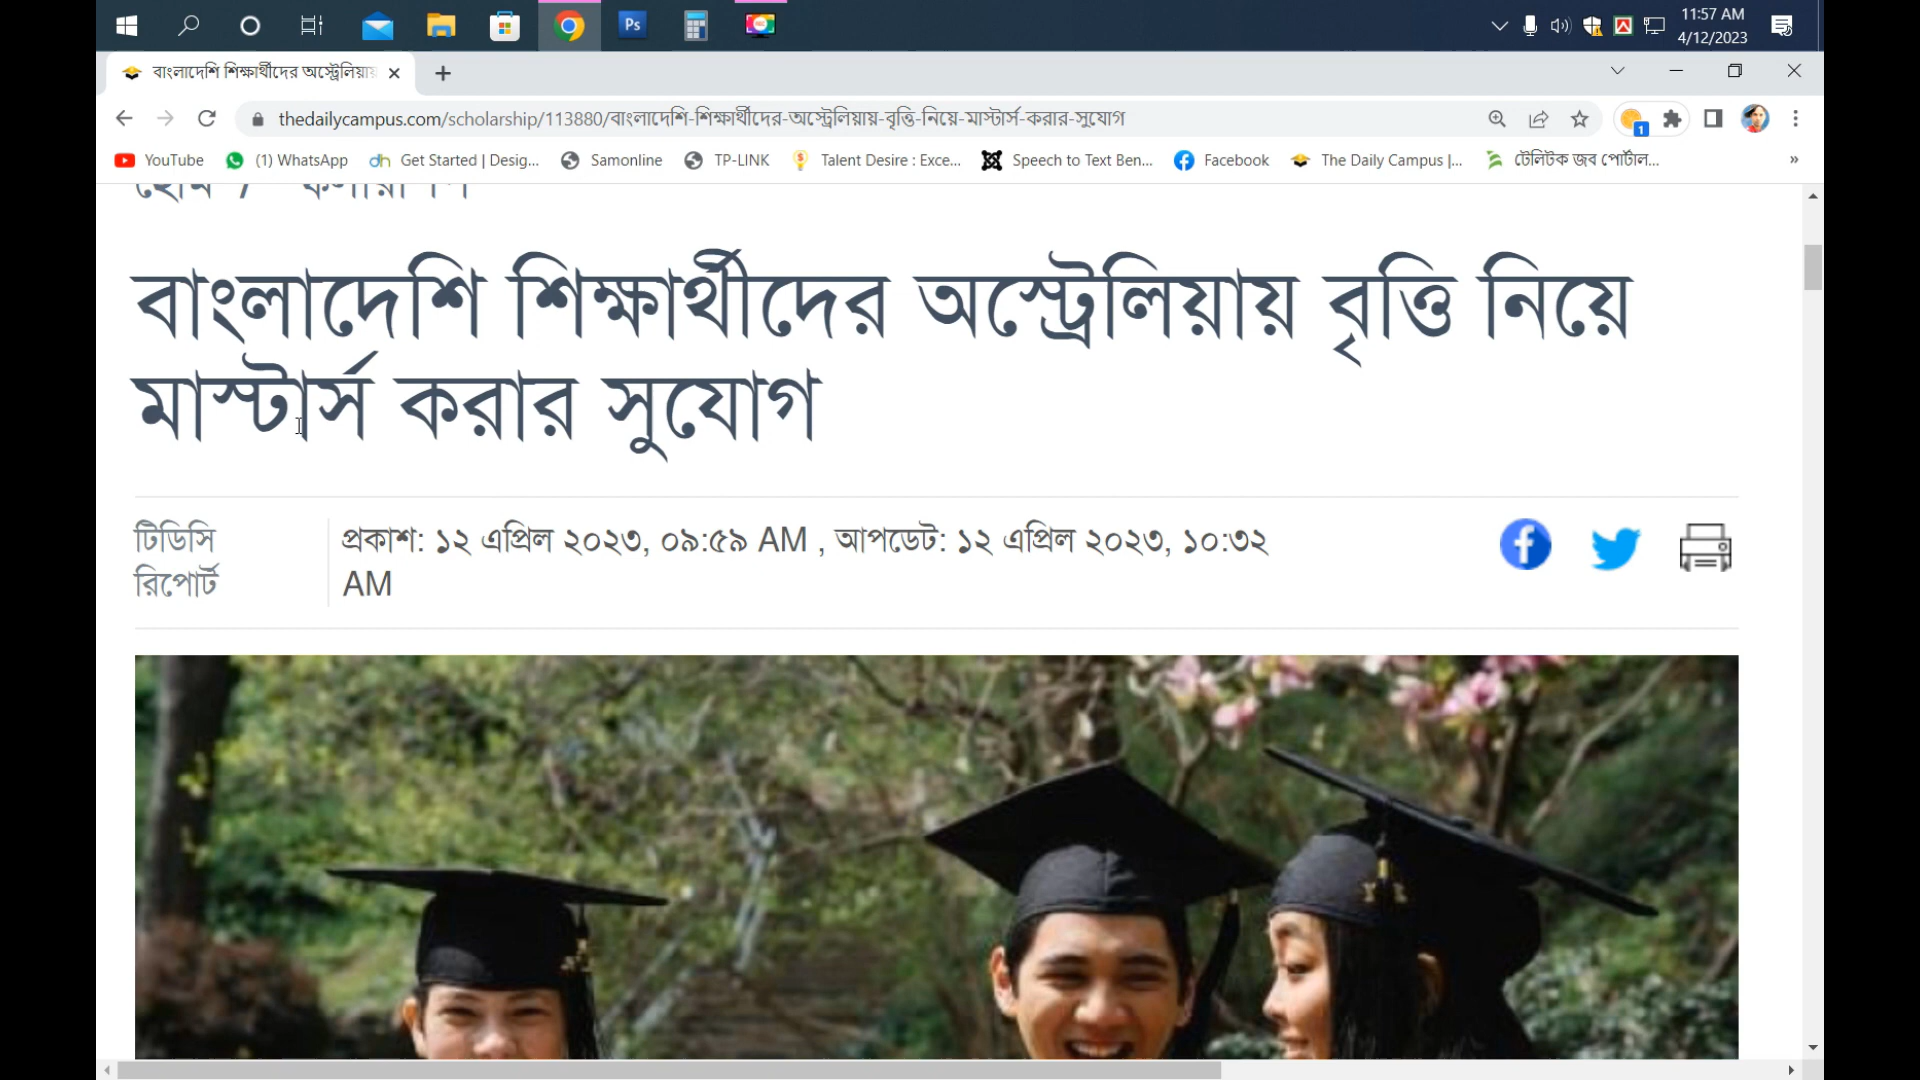 11:57 AM
4/12/2023
Ps
বাংলাদেশি শিক্ষার্থীদের অস্ট্রেলিয়ায়
thedailycampus.com/scholarship/113880/বাংলাদেশি-শিক্ষার্থীদের-অস্ট্রেলিয়ায়-বৃত্তি-নিয়ে-মাস্টার্স-করার-সুযোগ
1
YouTube (1) WhatsApp Get Started | Desig... Samonline TP-LINK Talent Desire : Exce... Speech to Text Ben... Facebook The Daily Campus |... টেলিটক জব পোর্টাল... »
বাংলাদেশি শিক্ষার্থীদের অস্ট্রেলিয়ায় বৃত্তি নিয়ে
মাস্টার্স করার সুযোগ
টিডিসি
রিপোর্ট
প্রকাশ: ১২ এপ্রিল ২০২৩, ০৯:৫৯ AM , আপডেট: ১২ এপ্রিল ২০২৩, ১০:৩২
AM